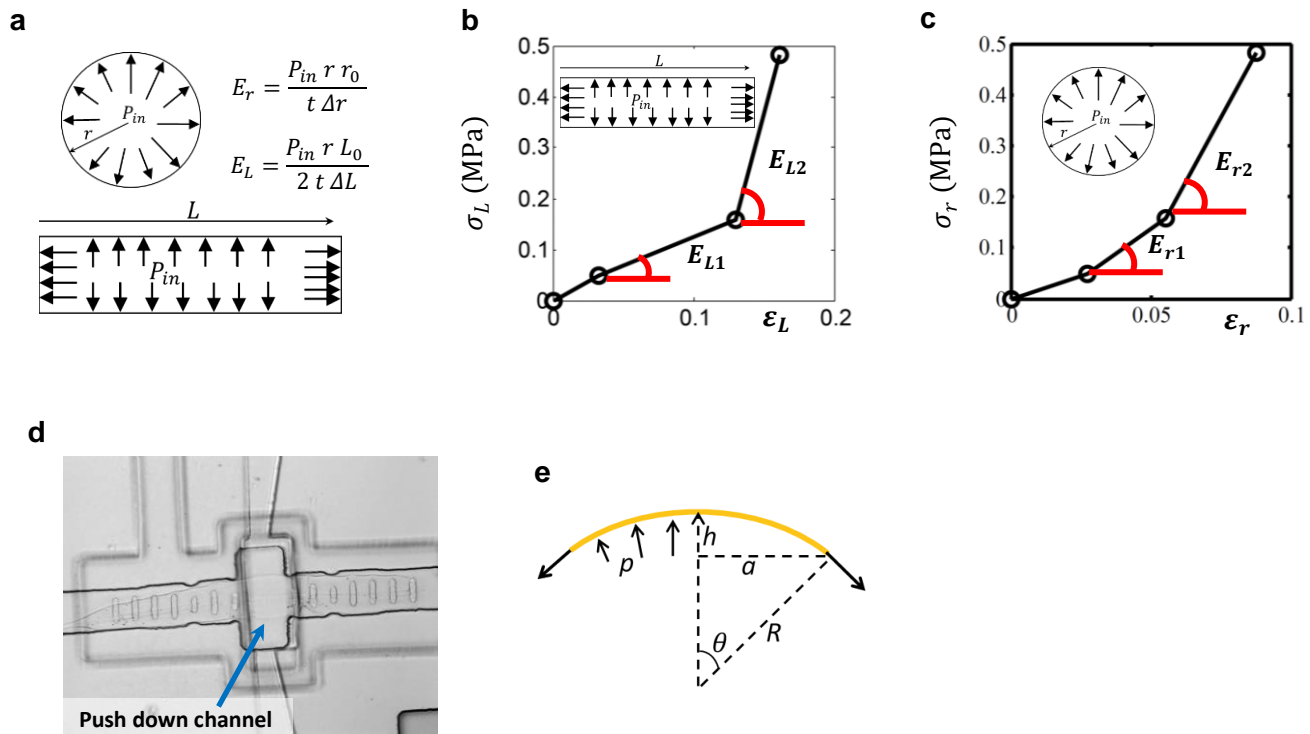 a
P_in
r
E_r = P_in r r_0 / t Δr
E_L = P_in r L_0 / 2 t ΔL
L
P_in
b
σ_L (MPa)
0.5
0.4
0.3
0.2
0.1
0
L
P_in
E_L2
E_L1
0
0.1
0.2
ε_L
c
σ_r (MPa)
0.5
0.4
0.3
0.2
0.1
0
P_in
r
E_r2
E_r1
0
0.05
0.1
ε_r
d
Push down channel
e
h
p
a
θ
R